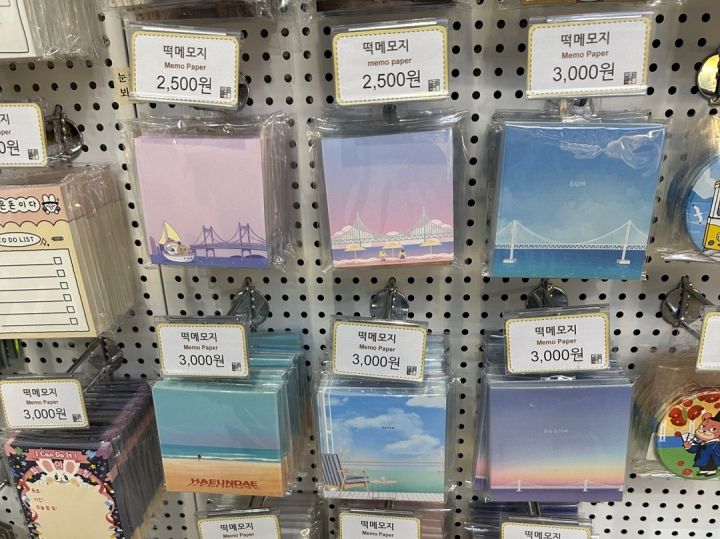 떡메모지
Memo Paper
2,500원
떡메모지
memo paper
2,500원
떡메모지
Memo Paper
3,000원
TO DO LIST
떡메모지
Memo Paper
3,000원
떡메모지
Memo Paper
3,000원
떡메모지
Memo Paper
3,000원
떡메모지
Memo Paper
3,000원
HAEUNDAE
I Can Do It!
떡메모지
Memo Paper
떡메모지
Memo Paper
떡메모지
Memo Paper